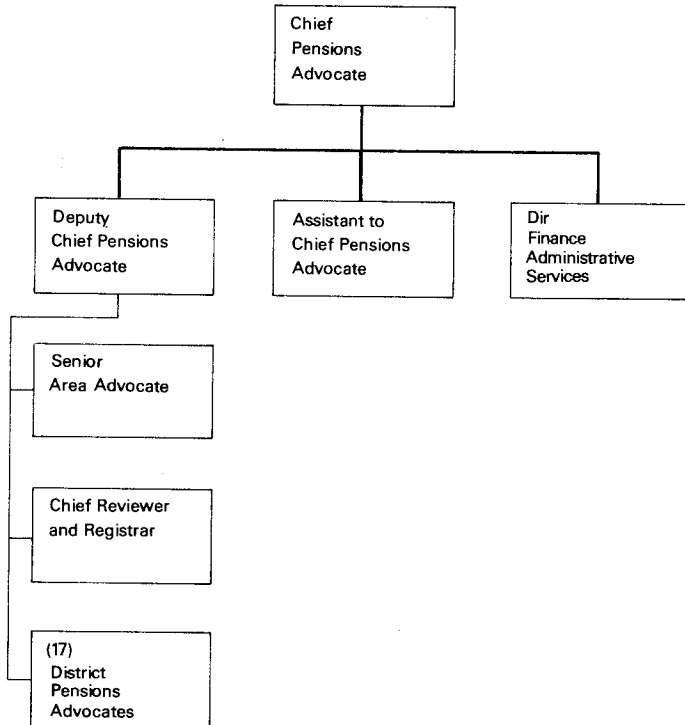 Chief
Pensions
Advocate
Deputy
Chief Pensions
Advocate
Assistant to
Chief Pensions
Advocate
Dir
Finance
Administrative
Services
Senior
Area Advocate
Chief Reviewer
and Registrar
(17)
District
Pensions
Advocates